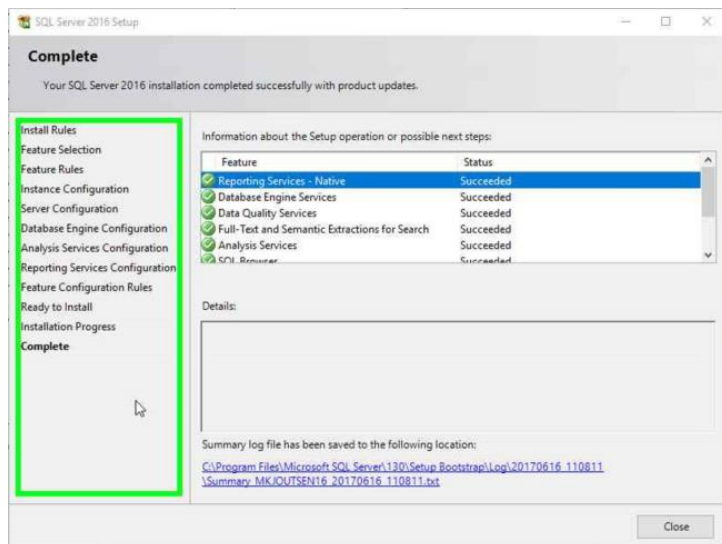 SQL Server 2016 Setup
Complete
Your SQL Server 2016 installation completed successfully with product updates.
Install Rules
Feature Selection
Feature Rules
Instance Configuration
Server Configuration
Database Engine Configuration
Analysis Services Configuration
Reporting Services Configuration
Feature Configuration Rules
Ready to Install
Installation Progress
Complete
Information about the Setup operation or possible next steps:
Feature Status
Reporting Services - Native Succeeded
Database Engine Services Succeeded
Data Quality Services Succeeded
Full-Text and Semantic Extractions for Search Succeeded
Analysis Services Succeeded
SQL Browser Succeeded
Details:
Summary log file has been saved to the following location:
C:\Program Files\Microsoft SQL Server\130\Setup Bootstrap\Log\20170616_110811
\Summary_MKJOUTSEN16_20170616_110811.txt
Close